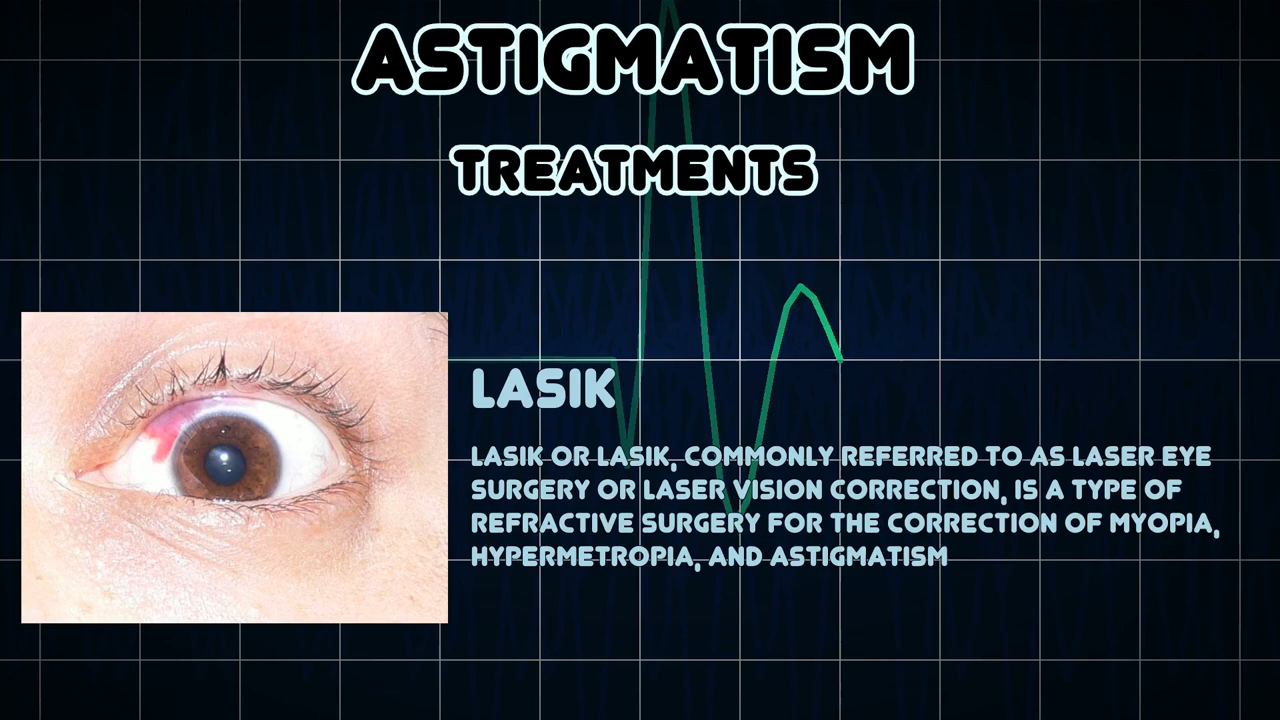 ASTIGMATISM
TREATMENTS
LASIK
LASIK OR LASIK, COMMONLY REFERRED TO AS LASER EYE
SURGERY OR LASER VISION CORRECTION, IS A TYPE OF
REFRACTIVE SURGERY FOR THE CORRECTION OF MYOPIA,
HYPERMETROPIA, AND ASTIGMATISM